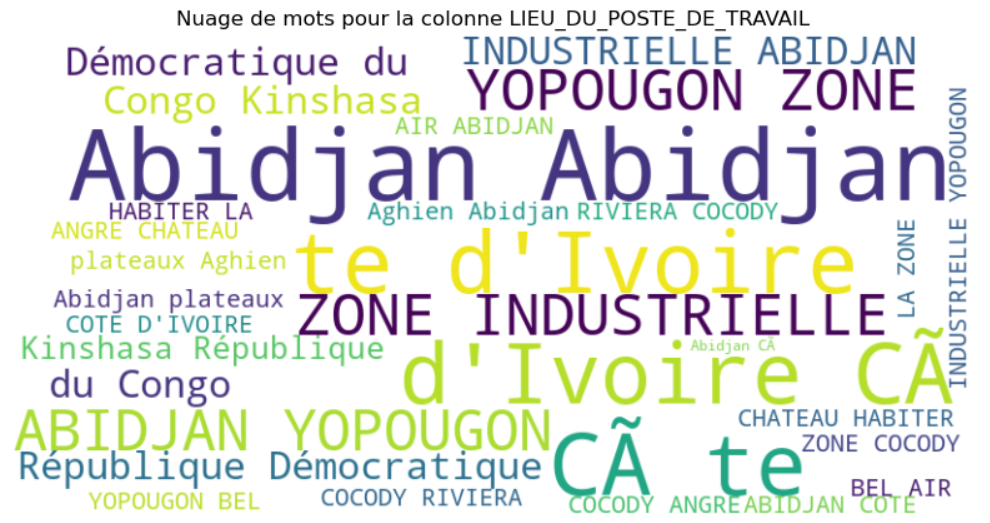 Nuage de mots pour la colonne LIEU_DU_POSTE_DE_TRAVAIL
INDUSTRIELLE ABIDJAN
Démocratique du
YOPOUGON ZONE
Congo Kinshasa
AIR ABIDJAN
INDUSTRIELLE YOPOUGON
Abidjan Abidjan
HABITER LA
Aghien Abidjan
RIVIERA COCODY
ANGRE CHATEAU
LA ZONE
te d'Ivoire
plateaux Aghien
Abidjan plateaux
ZONE INDUSTRIELLE
COTE D'IVOIRE
Kinshasa République
Abidjan CÃ
d'Ivoire CÃ
du Congo
ABIDJAN YOPOUGON
CHATEAU HABITER
CÃ te
ZONE COCODY
République Démocratique
BEL AIR
YOPOUGON BEL
COCODY RIVIERA
COCODY ANGRE
ABIDJAN COTE